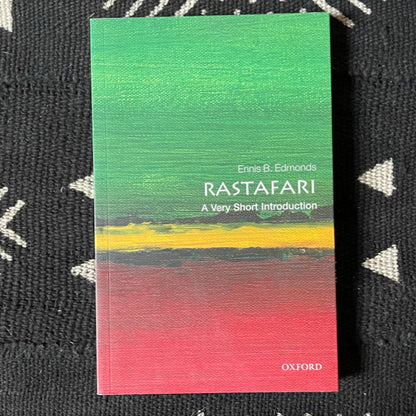 Ennis B. Edmonds
RASTAFARI
A Very Short Introduction
OXFORD